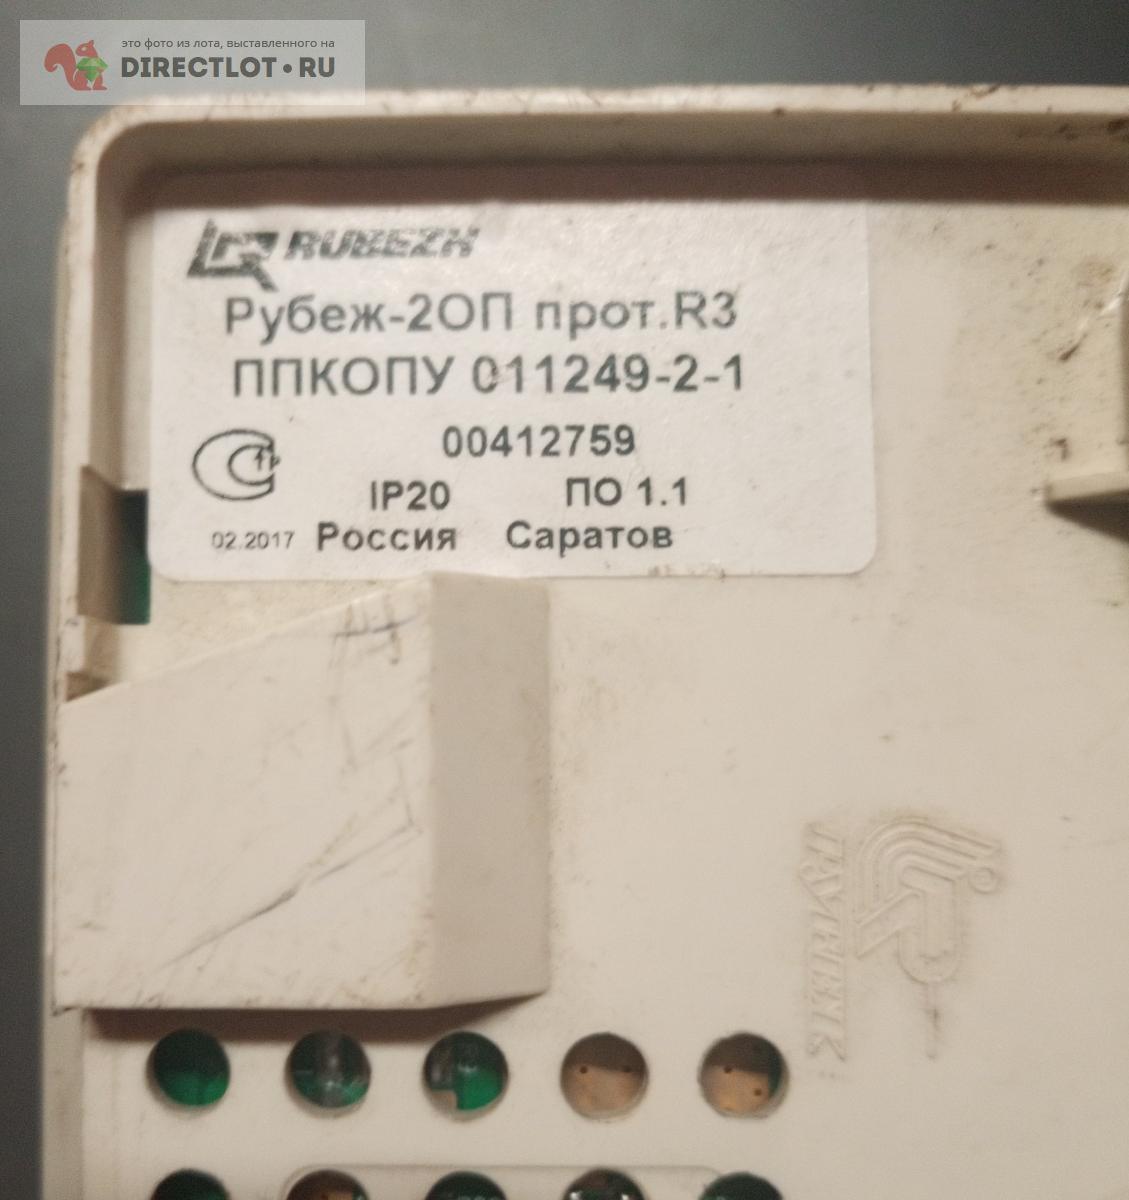 это фото из лота, выставленного на
DIRECTLOT.RU
RUBEZH
Рубеж-2ОП прот.R3
ППКОПУ 011249-2-1
00412759
IP20 ПО 1.1
02.2017 Россия Саратов